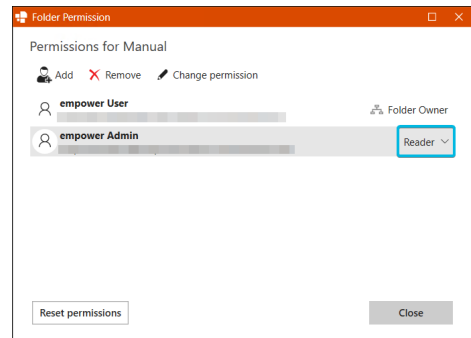 Folder Permission
Permissions for Manual
Add Remove Change permission
empower User
Folder Owner
empower Admin
Reader
Reset permissions Close